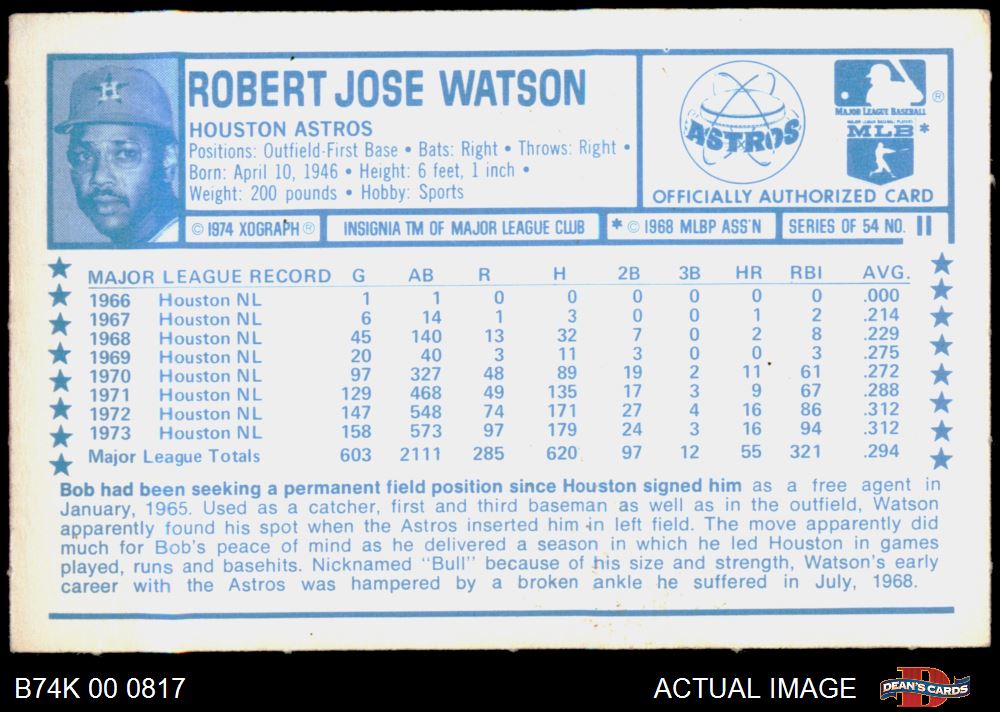 H
ROBERT JOSE WATSON
HOUSTON ASTROS
Positions: Outfield-First Base • Bats: Right • Throws: Right •
Born: April 10, 1946 • Height: 6 feet, 1 inch •
Weight: 200 pounds • Hobby: Sports
ASTROS
MAJOR LEAGUE BASEBALL
®
MAJOR LEAGUE BASEBALL PLAYERS
MLB*
OFFICIALLY AUTHORIZED CARD
© 1974 XOGRAPH ® INSIGNIA TM OF MAJOR LEAGUE CLUB * © 1968 MLBP ASS'N SERIES OF 54 NO. 11
MAJOR LEAGUE RECORD G AB R H 2B 3B HR RBI AVG.
1966 Houston NL 1 1 0 0 0 0 0 0 .000
1967 Houston NL 6 14 1 3 0 0 1 2 .214
1968 Houston NL 45 140 13 32 7 0 2 8 .229
1969 Houston NL 20 40 3 11 3 0 0 3 .275
1970 Houston NL 97 327 48 89 19 2 11 61 .272
1971 Houston NL 129 468 49 135 17 3 9 67 .288
1972 Houston NL 147 548 74 171 27 4 16 86 .312
1973 Houston NL 158 573 97 179 24 3 16 94 .312
Major League Totals 603 2111 285 620 97 12 55 321 .294
Bob had been seeking a permanent field position since Houston signed him as a free agent in
January, 1965. Used as a catcher, first and third baseman as well as in the outfield, Watson
apparently found his spot when the Astros inserted him in left field. The move apparently did
much for Bob's peace of mind as he delivered a season in which he led Houston in games
played, runs and basehits. Nicknamed "Bull" because of his size and strength, Watson's early
career with the Astros was hampered by a broken ankle he suffered in July, 1968.
B74K 00 0817
ACTUAL IMAGE
D
DEAN'S CARDS